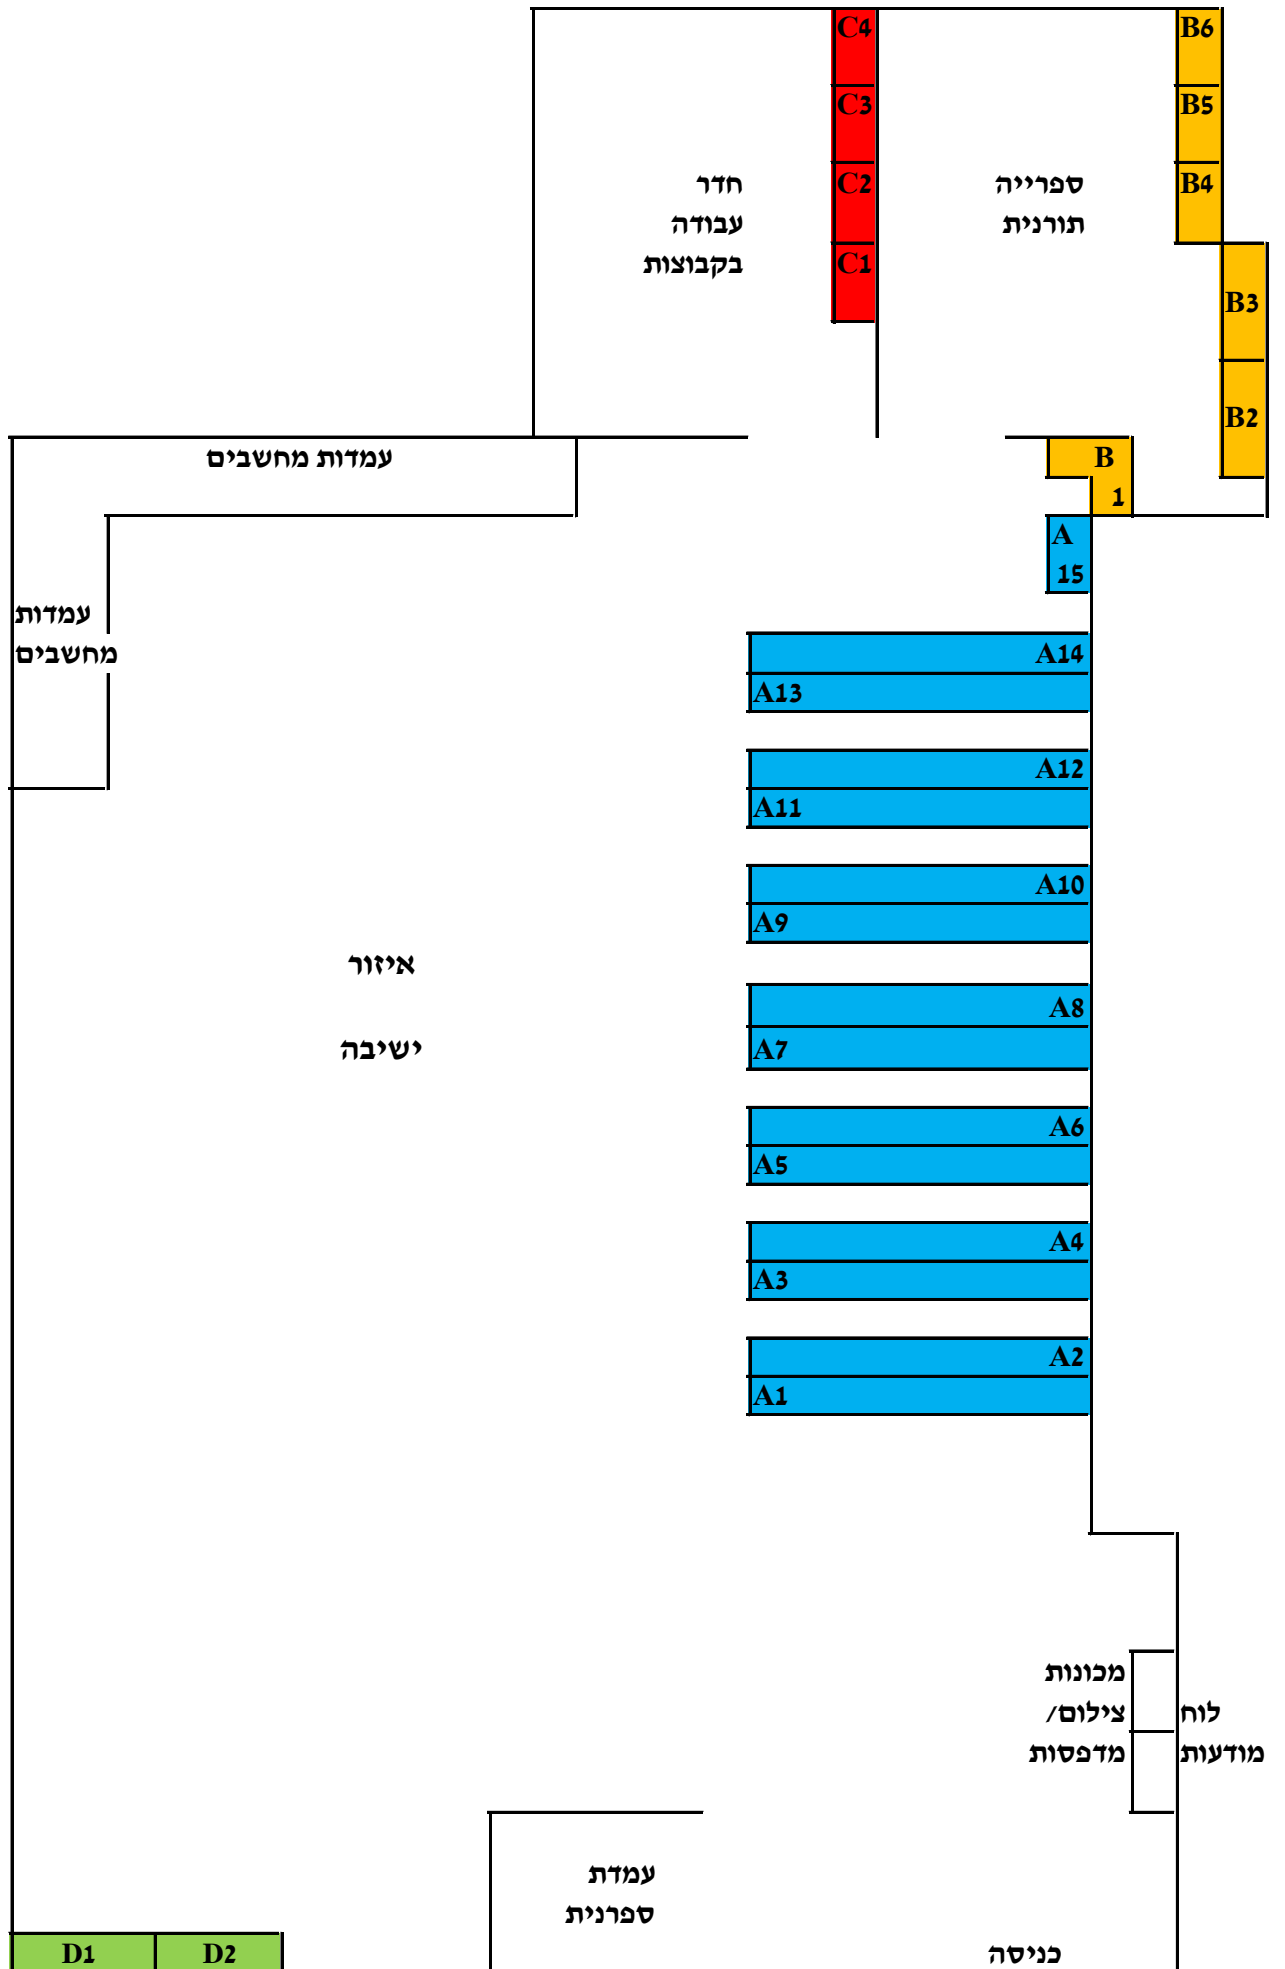 C4
B6
C3
B5
חדר
עבודה
בקבוצות
C2
ספרייה
תורנית
B4
C1
B3
B2
עמדות מחשבים
B
1
A
15
עמדות
מחשבים
A14
A13
A12
A11
A10
A9
איזור
ישיבה
A8
A7
A6
A5
A4
A3
A2
A1
מכונות
צילום/
מדפסות
לוח
מודעות
עמדת
ספרנית
כניסה
D1
D2